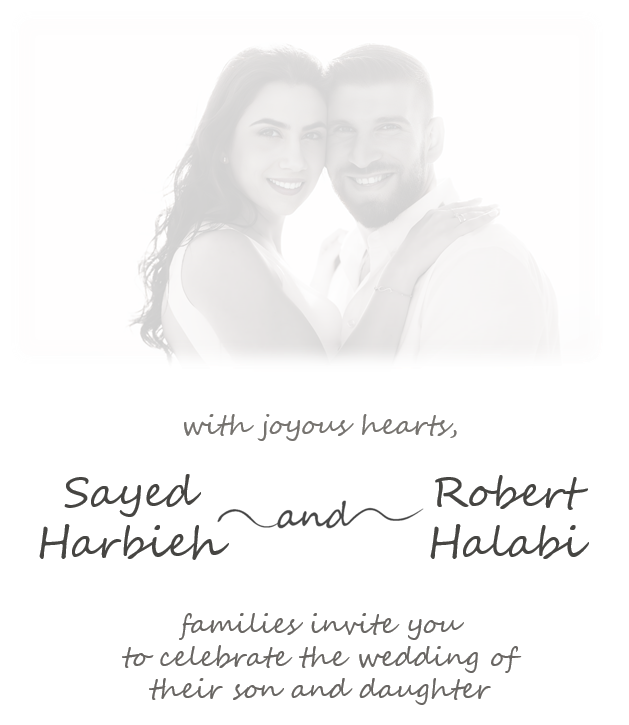 with joyous hearts,
Sayed Harbieh and Robert Halabi
families invite you
to celebrate the wedding of
their son and daughter